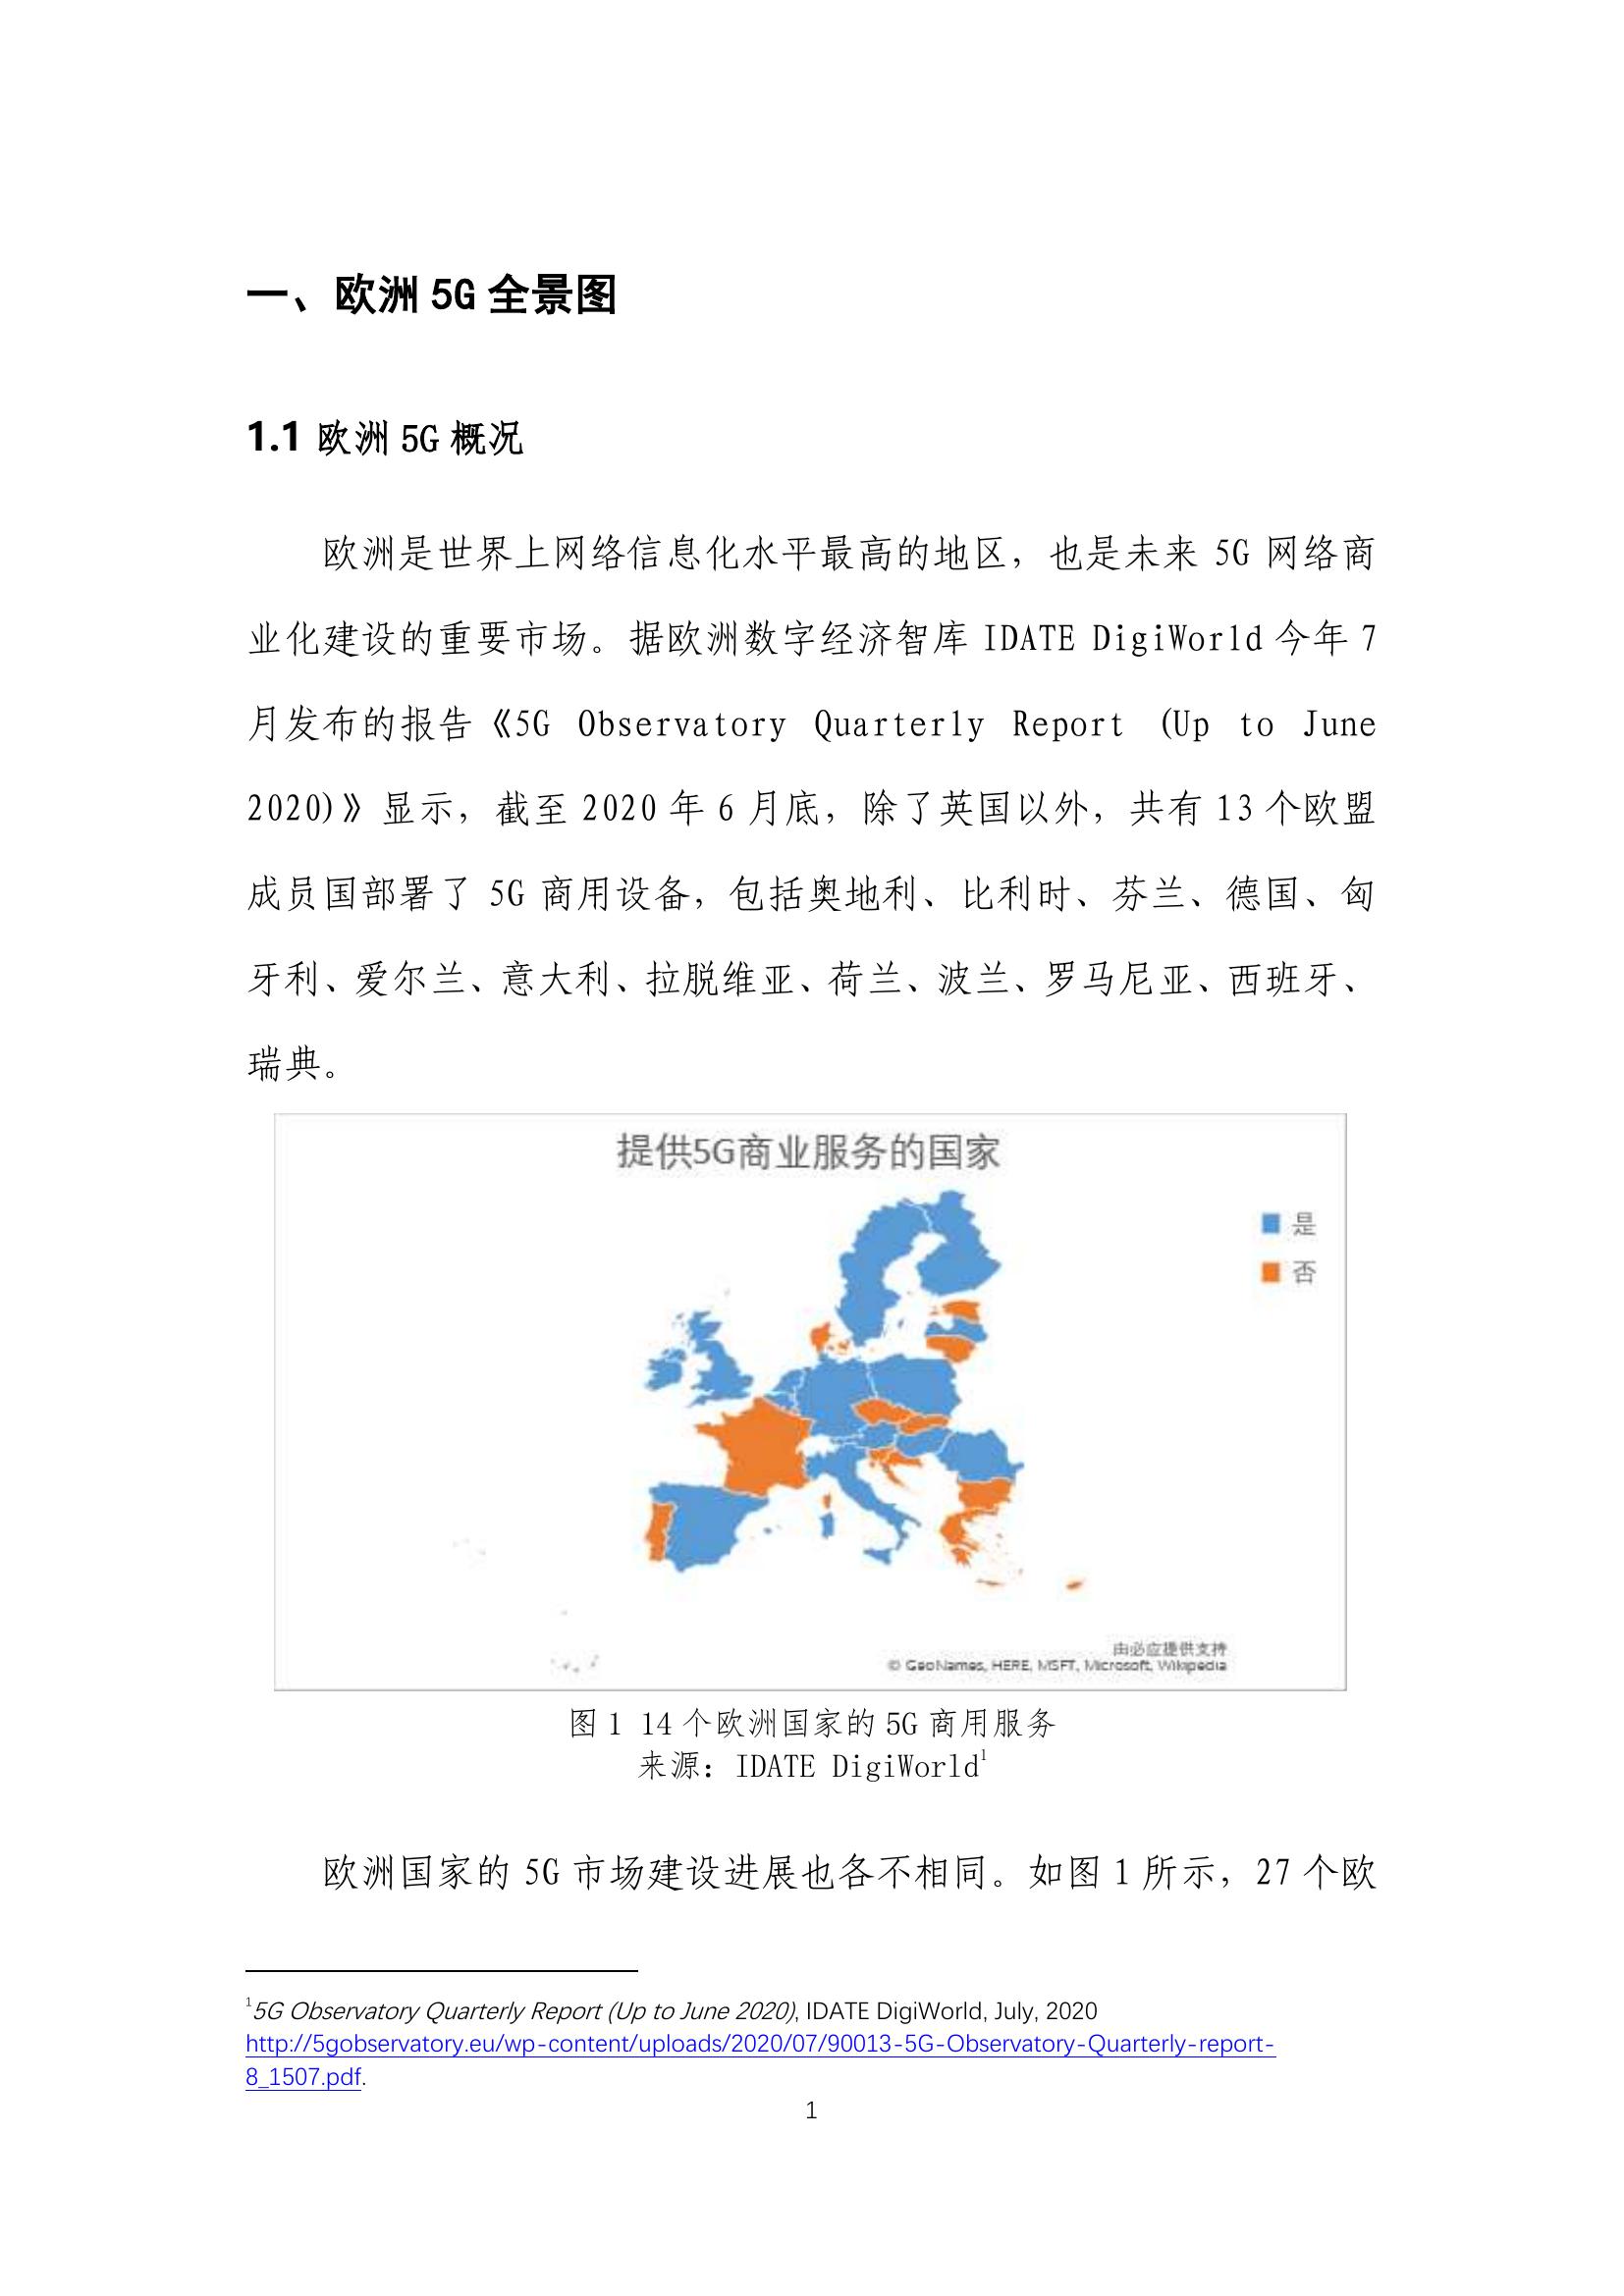 一、欧洲 5G 全景图
1.1 欧洲 5G 概况
欧洲是世界上网络信息化水平最高的地区，也是未来 5G 网络商
业化建设的重要市场。据欧洲数字经济智库 IDATE DigiWorld 今年 7
月发布的报告《5G Observatory Quarterly Report (Up to June
2020)》显示，截至 2020 年 6 月底，除了英国以外，共有 13 个欧盟
成员国部署了 5G 商用设备，包括奥地利、比利时、芬兰、德国、匈
牙利、爱尔兰、意大利、拉脱维亚、荷兰、波兰、罗马尼亚、西班牙、
瑞典。
提供5G商业服务的国家
是
否
由必应提供支持
© GeoNames, HERE, MSFT, Microsoft, Wikipedia
图 1 14 个欧洲国家的 5G 商用服务
来源：IDATE DigiWorld1
欧洲国家的 5G 市场建设进展也各不相同。如图 1 所示，27 个欧
1 5G Observatory Quarterly Report (Up to June 2020), IDATE DigiWorld, July, 2020
http://5gobservatory.eu/wp-content/uploads/2020/07/90013-5G-Observatory-Quarterly-report-
8_1507.pdf.
1